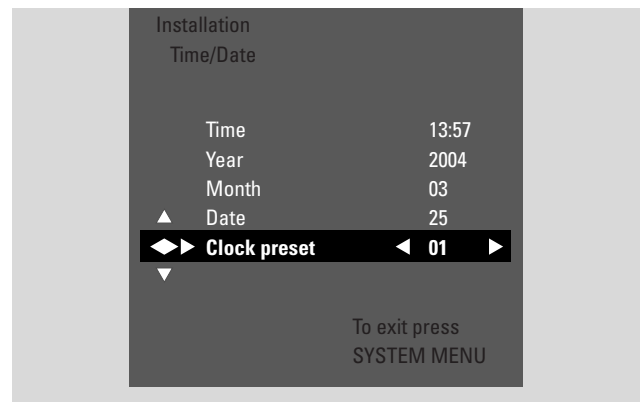 Installation
Time/Date
Time 13:57
Year 2004
Month 03
Date 25
Clock preset 01
To exit press
SYSTEM MENU